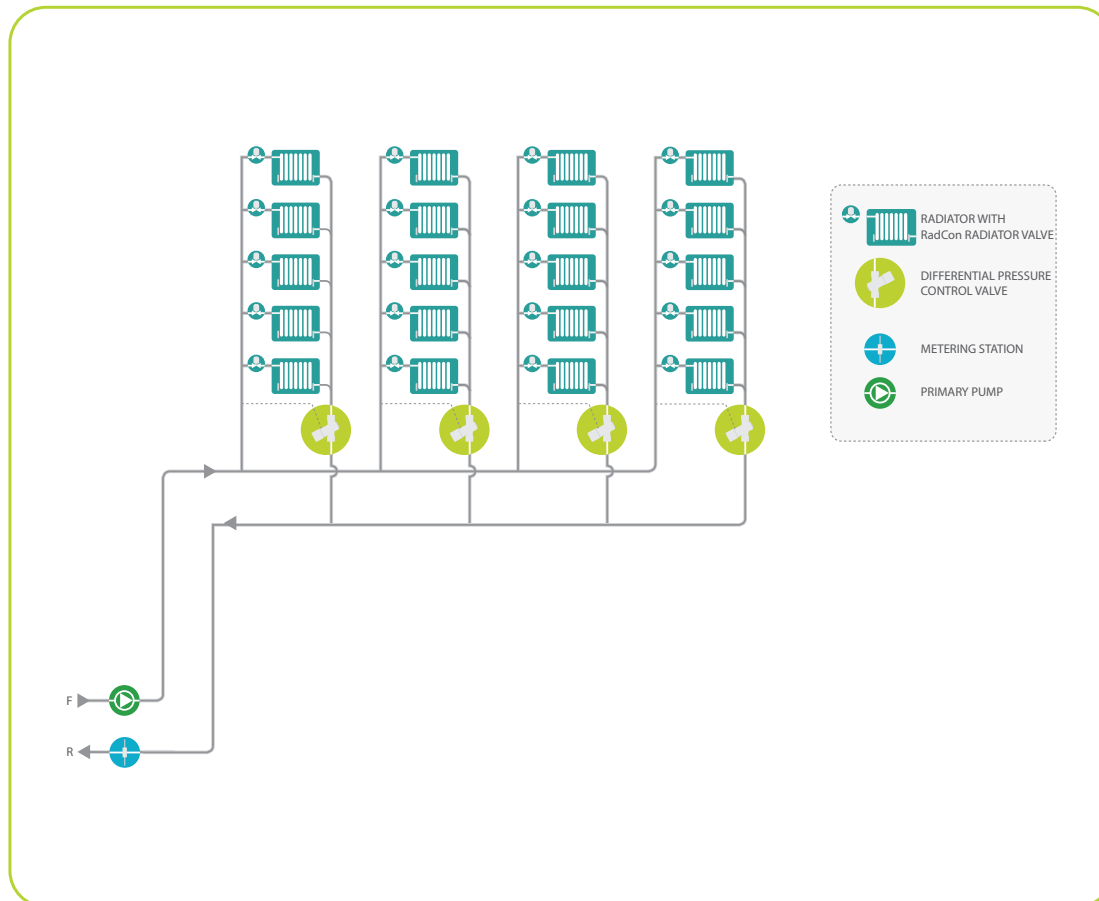 RADIATOR WITH
RadCon RADIATOR VALVE
DIFFERENTIAL PRESSURE
CONTROL VALVE
METERING STATION
PRIMARY PUMP
F
R